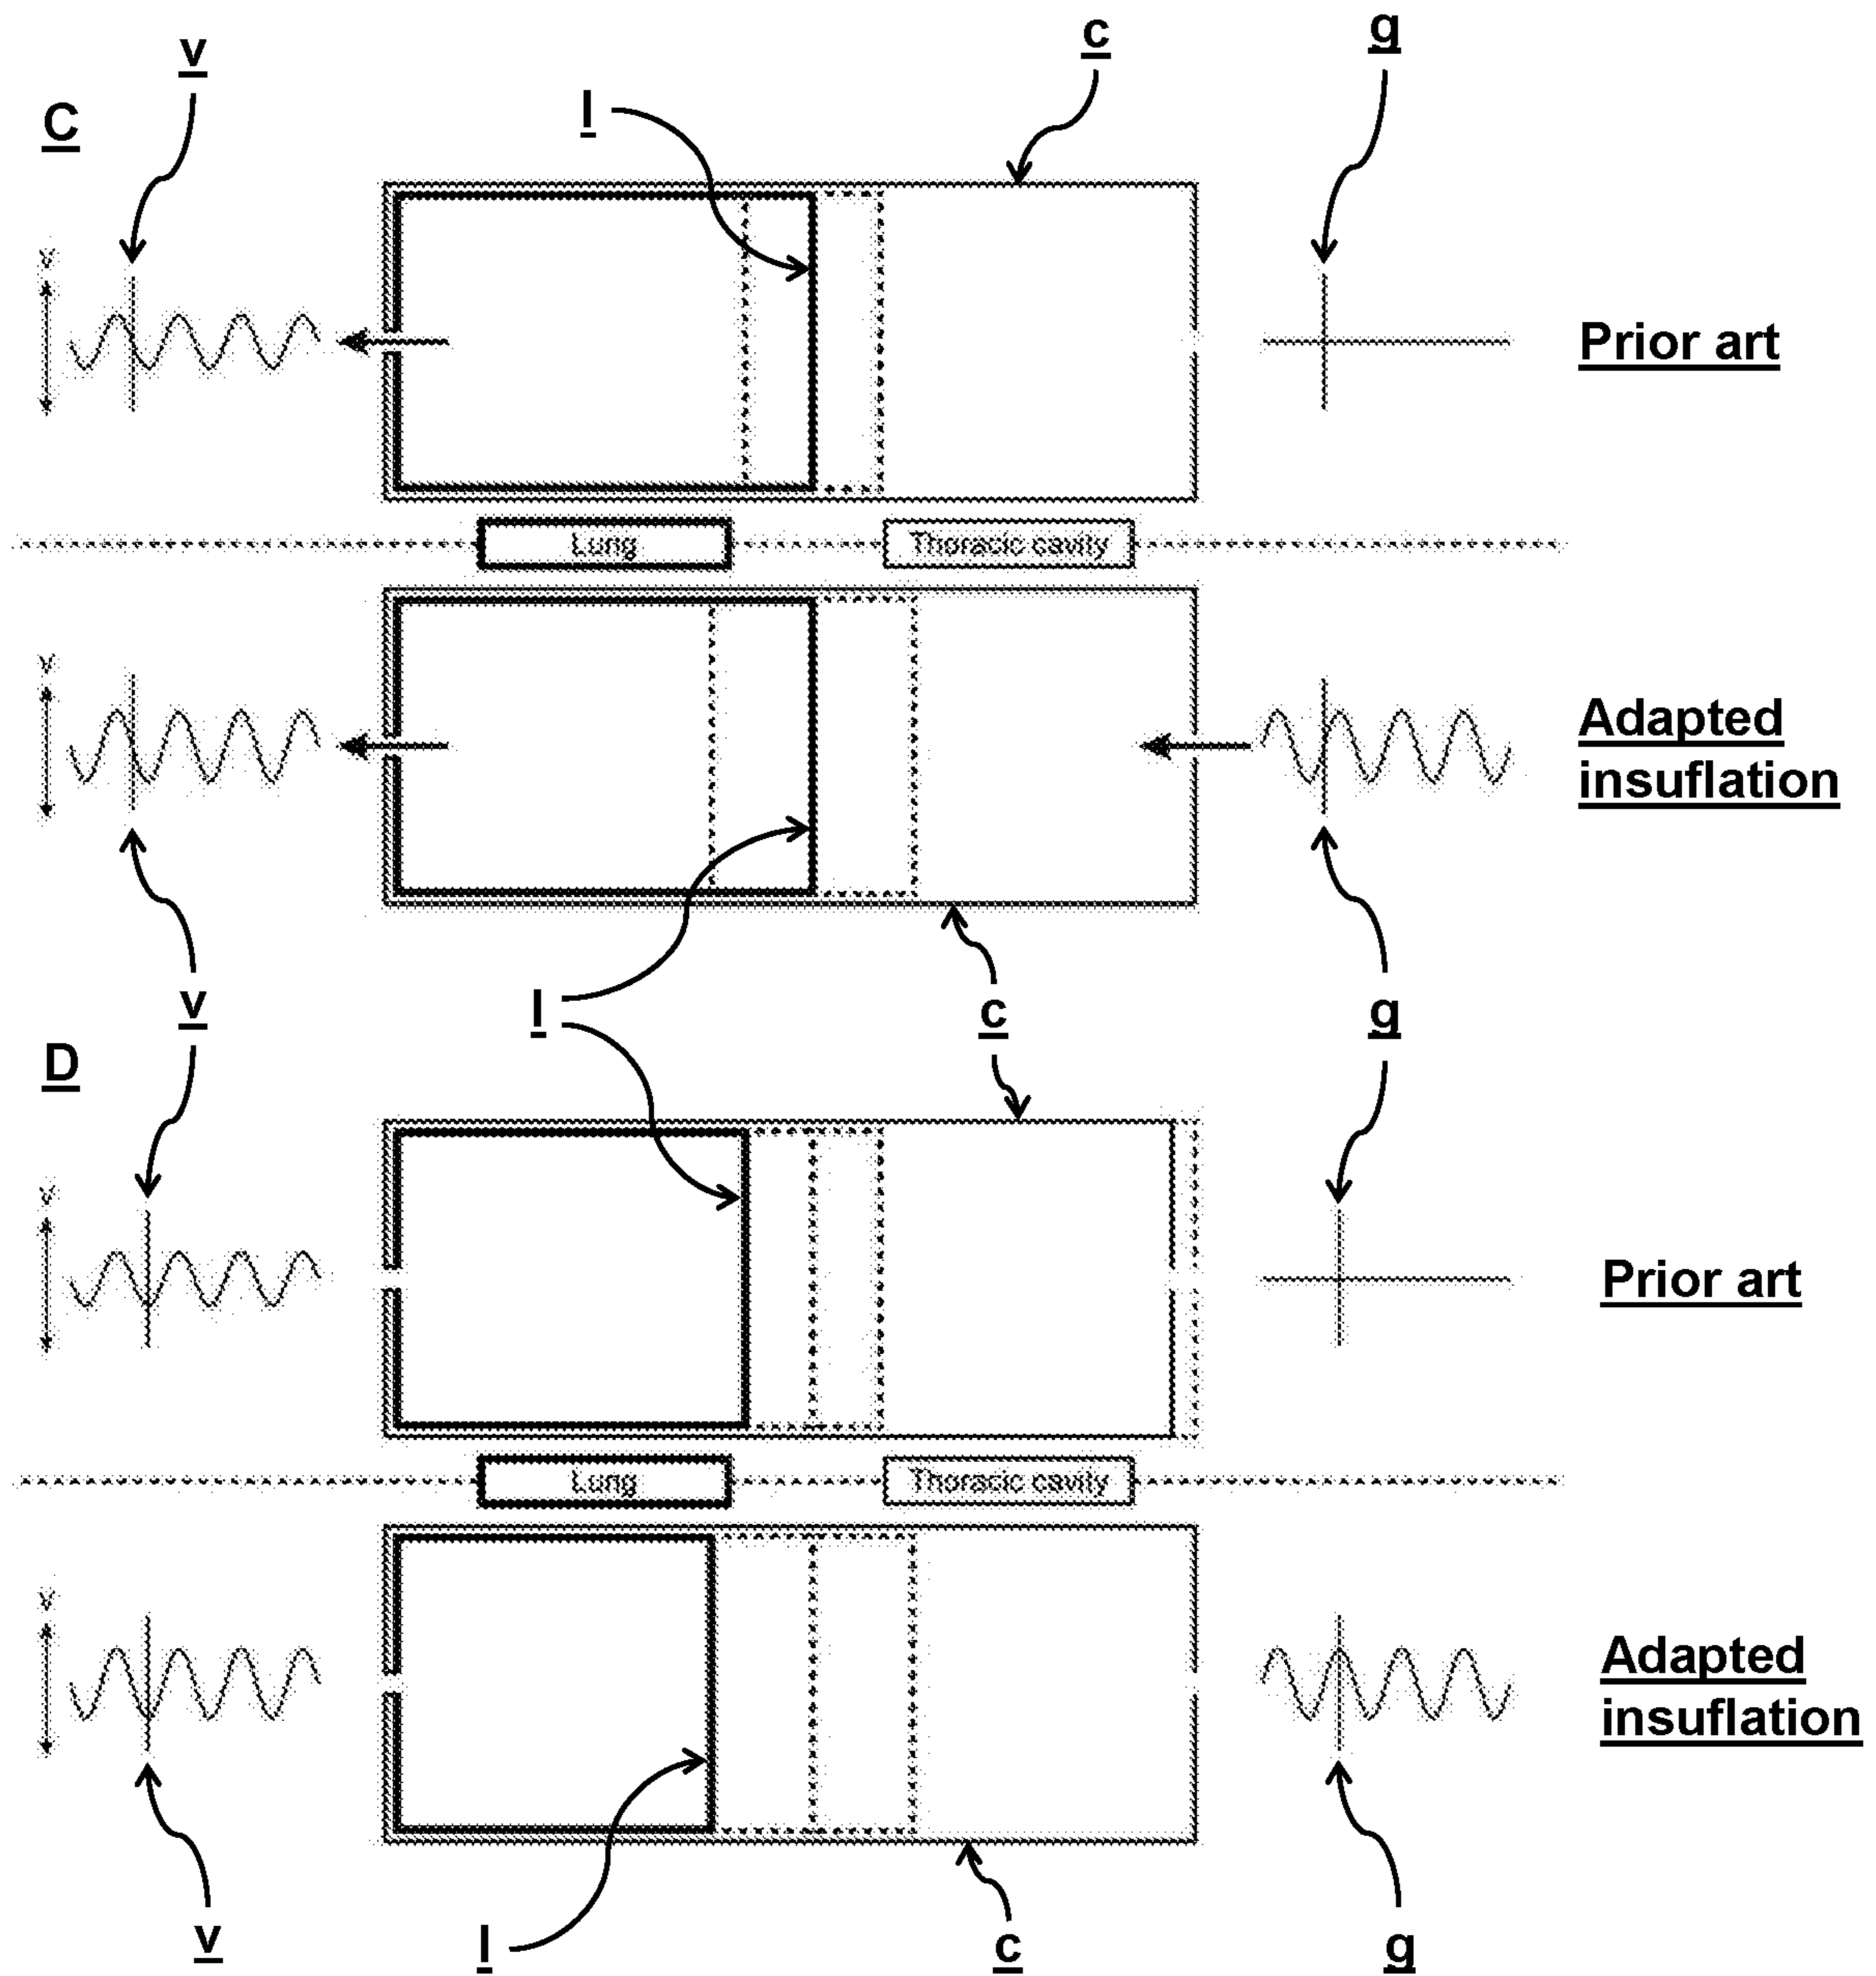 v
c
g
C
l
V
Prior art
Lung
Thoracic cavity
V
Adapted
insuflation
v
l
c
g
D
V
Prior art
Lung
Thoracic cavity
V
Adapted
insuflation
v
l
c
g